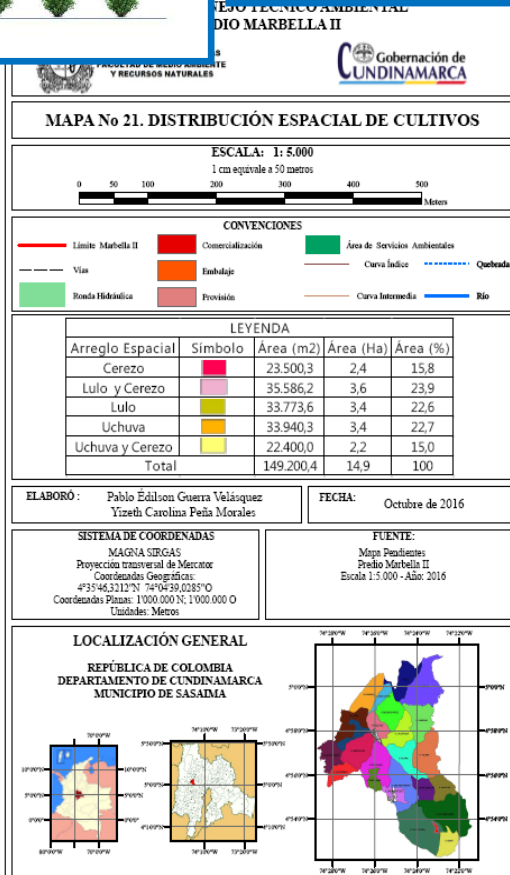 NEJO TÉCNICO AMBIENTAL
DIO MARBELLA II
FACULTAD DE MEDIO AMBIENTE
Y RECURSOS NATURALES
Gobernación de
CUNDINAMARCA
MAPA No 21. DISTRIBUCIÓN ESPACIAL DE CULTIVOS
ESCALA: 1: 5.000
1 cm equivale a 50 metros
0 50 100 200 300 400 500
Meters
CONVENCIONES
Límite Marbella II Comercialización Área de Servicios Ambientales
Vías Embalaje Curva Índice Quebrada
Ronda Hidráulica Provisión Curva Intermedia Río
LEYENDA
Arreglo Espacial Símbolo Área (m2) Área (Ha) Área (%)
Cerezo 23.500,3 2,4 15,8
Lulo y Cerezo 35.586,2 3,6 23,9
Lulo 33.773,6 3,4 22,6
Uchuva 33.940,3 3,4 22,7
Uchuva y Cerezo 22.400,0 2,2 15,0
Total 149.200,4 14,9 100
ELABORÓ : Pablo Édilson Guerra Velásquez
Yizeth Carolina Peña Morales
FECHA: Octubre de 2016
SISTEMA DE COORDENADAS
MAGNA SIRGAS
Proyección transversal de Mercator
Coordenadas Geográficas:
4°35'46,3212"N 74°04'39,0285"O
Coordenadas Planas: 1'000.000 N; 1'000.000 O
Unidades: Metros
FUENTE:
Mapa Pendientes
Predio Marbella II
Escala 1:5.000 - Año: 2016
LOCALIZACIÓN GENERAL
REPÚBLICA DE COLOMBIA
DEPARTAMENTO DE CUNDINAMARCA
MUNICIPIO DE SASAIMA